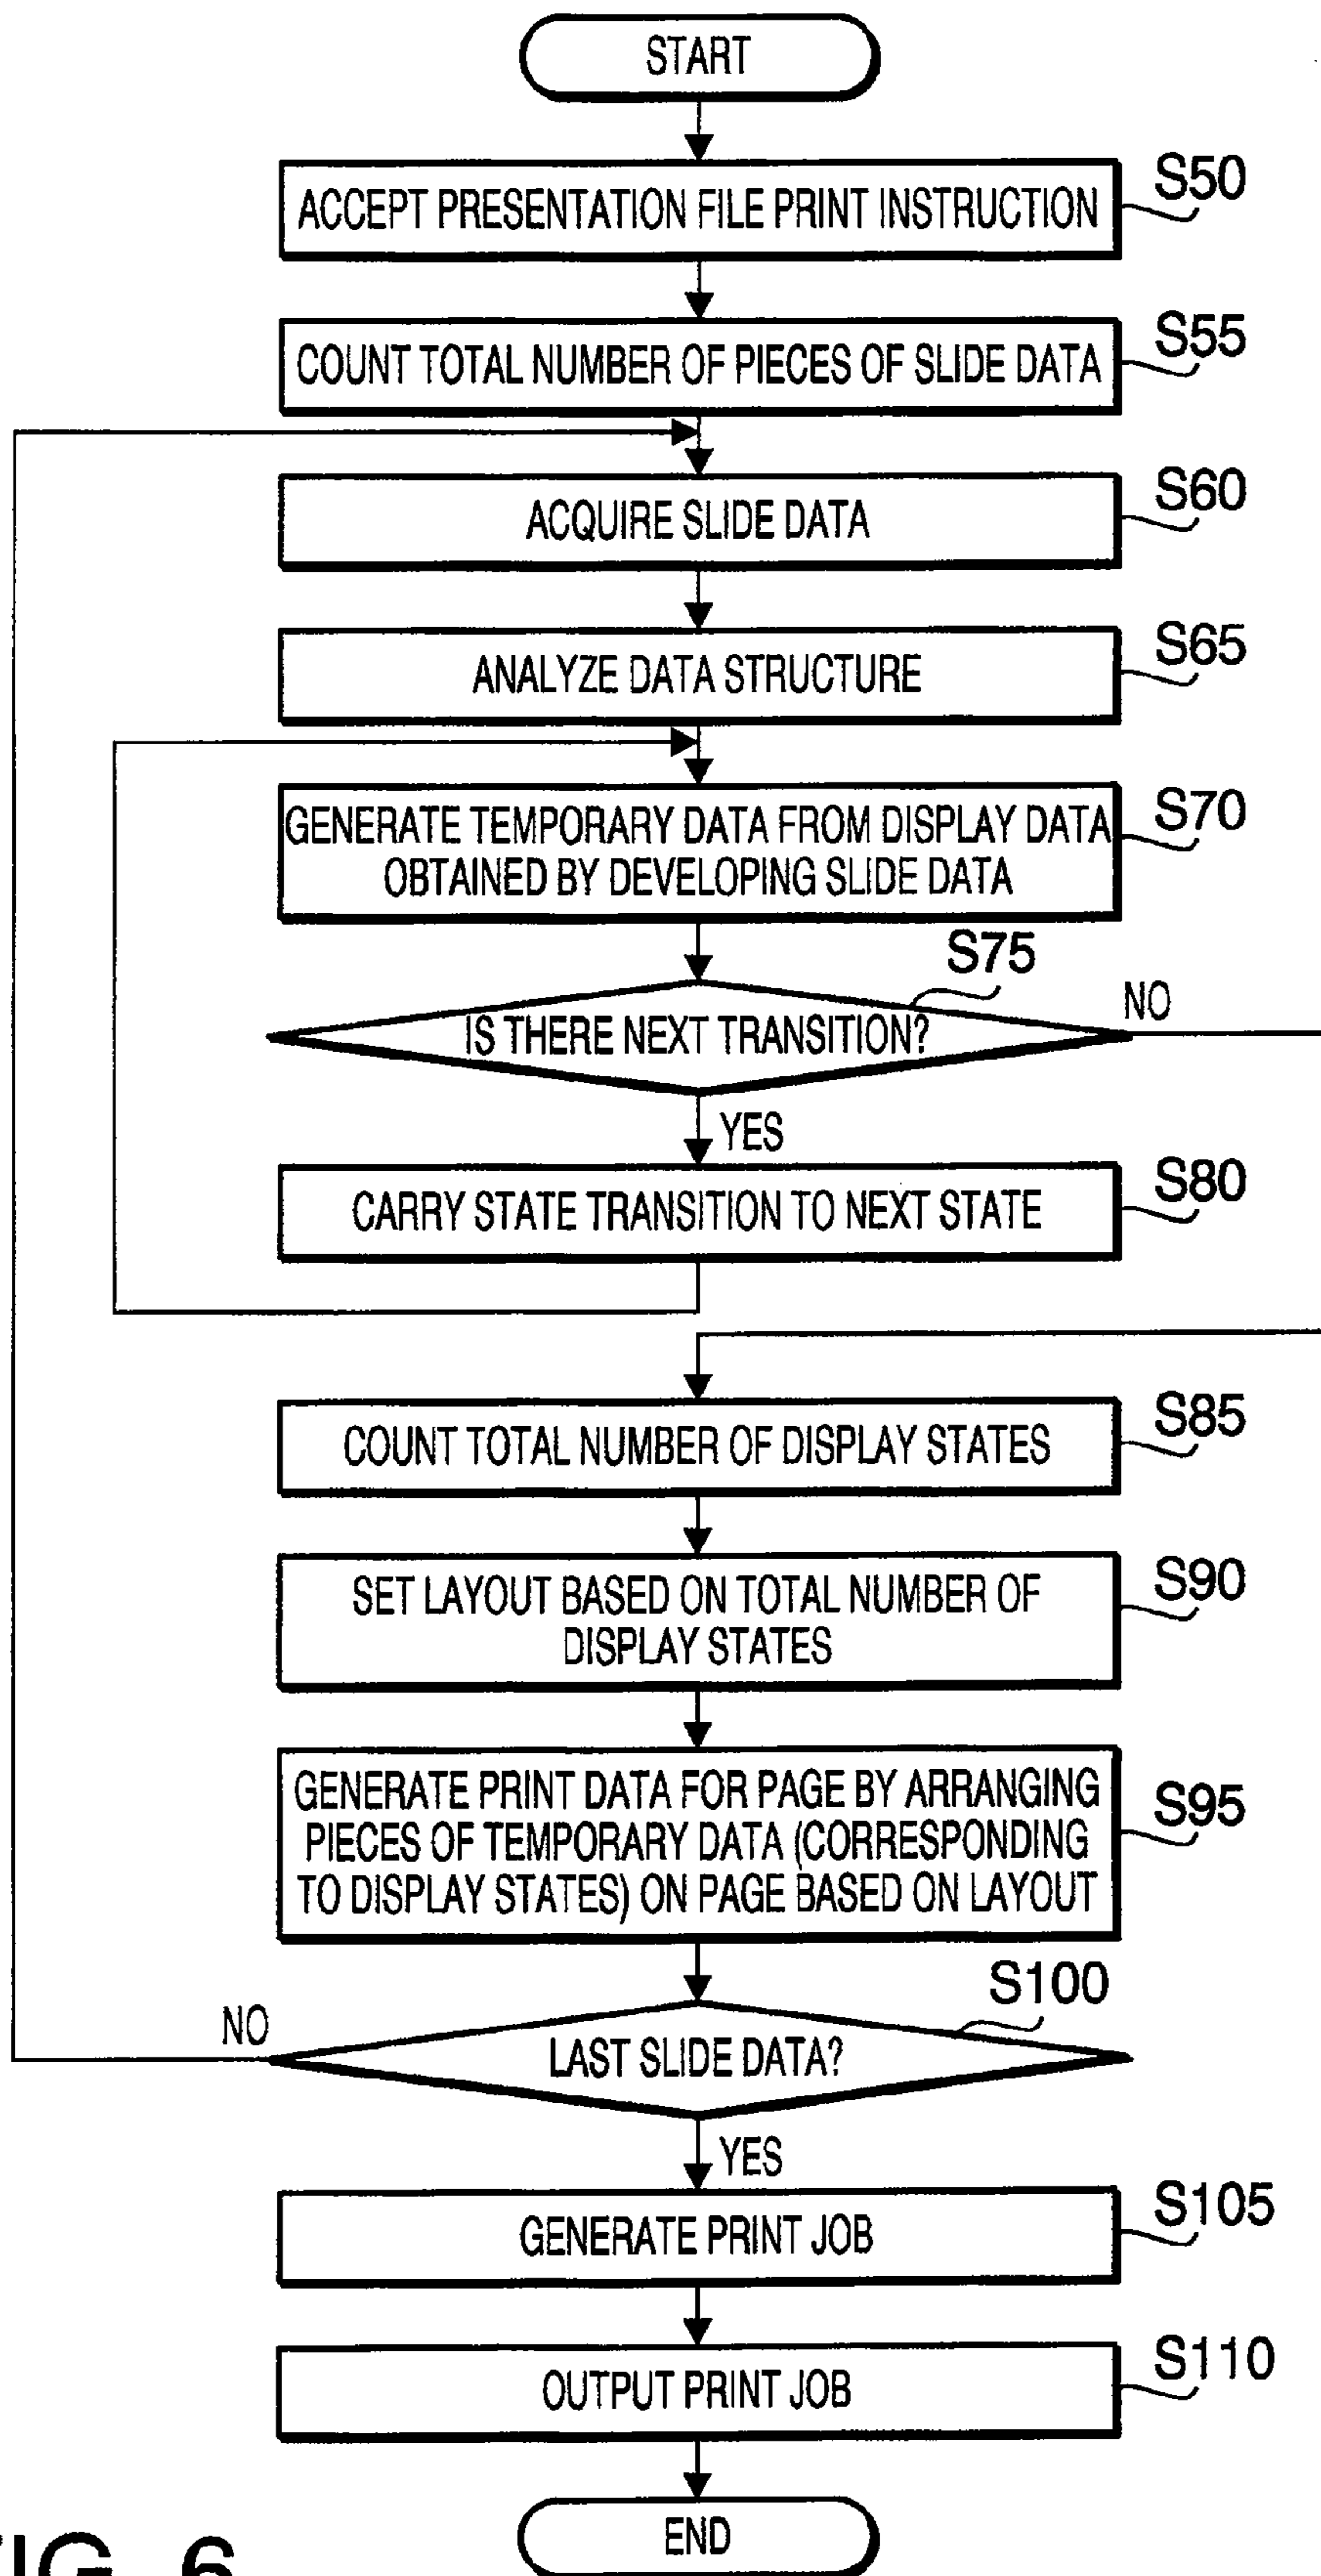 START
ACCEPT PRESENTATION FILE PRINT INSTRUCTION
S50
COUNT TOTAL NUMBER OF PIECES OF SLIDE DATA
S55
ACQUIRE SLIDE DATA
S60
ANALYZE DATA STRUCTURE
S65
GENERATE TEMPORARY DATA FROM DISPLAY DATA
OBTAINED BY DEVELOPING SLIDE DATA
S70
S75
IS THERE NEXT TRANSITION?
NO
YES
CARRY STATE TRANSITION TO NEXT STATE
S80
COUNT TOTAL NUMBER OF DISPLAY STATES
S85
SET LAYOUT BASED ON TOTAL NUMBER OF
DISPLAY STATES
S90
GENERATE PRINT DATA FOR PAGE BY ARRANGING
PIECES OF TEMPORARY DATA (CORRESPONDING
TO DISPLAY STATES) ON PAGE BASED ON LAYOUT
S95
S100
NO
LAST SLIDE DATA?
YES
GENERATE PRINT JOB
S105
OUTPUT PRINT JOB
S110
END
FIG. 6